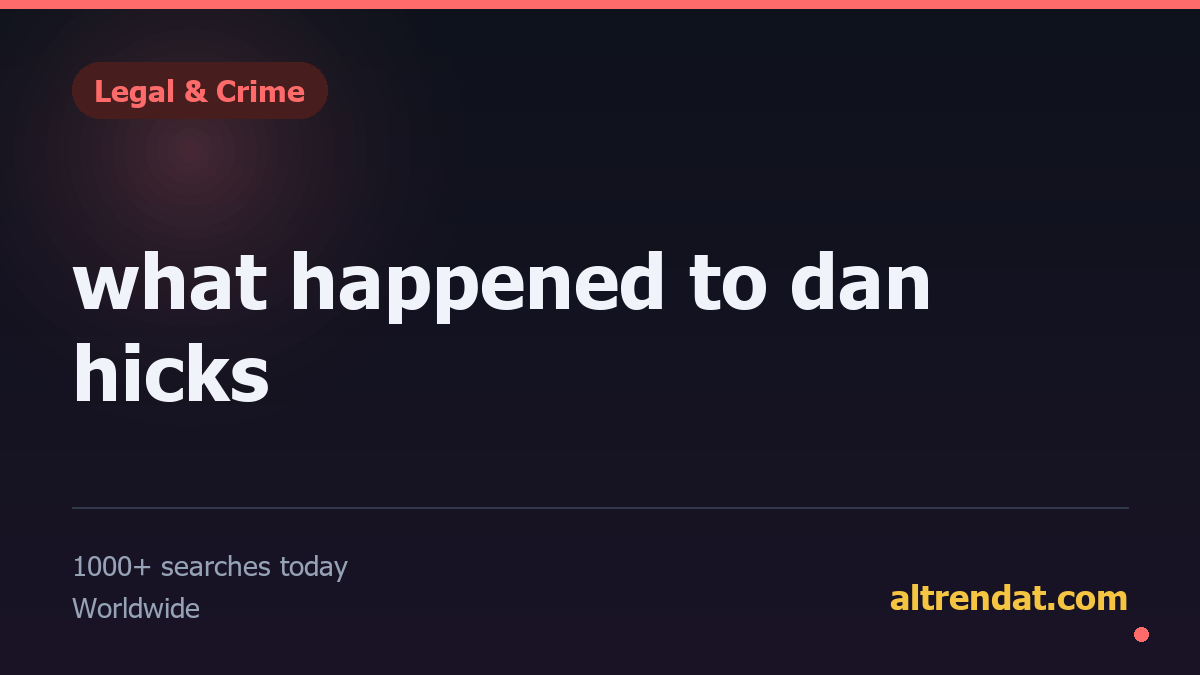 Legal & Crime
what happened to dan
hicks
1000+ searches today
Worldwide
altrendat.com